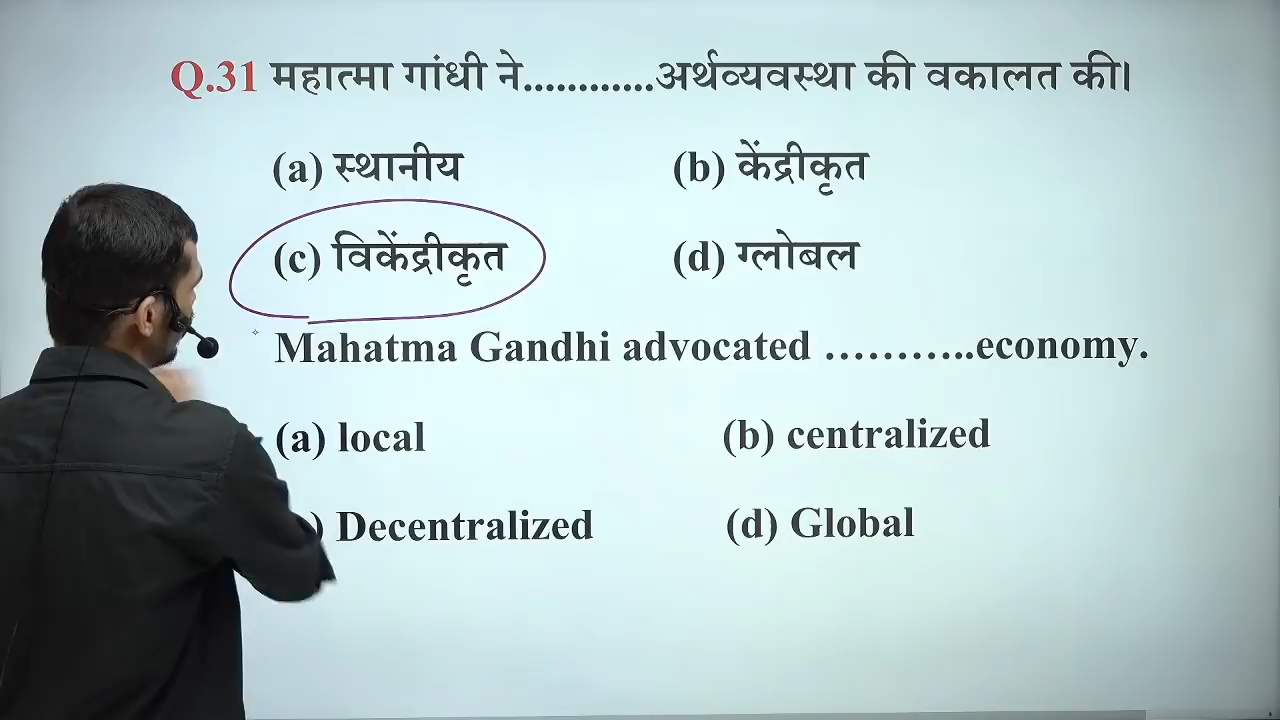 Q.31 महात्मा गांधी ने............अर्थव्यवस्था की वकालत की।
(a) स्थानीय (b) केंद्रीकृत
(c) विकेंद्रीकृत (d) ग्लोबल
Mahatma Gandhi advocated ………..economy.
(a) local (b) centralized
) Decentralized (d) Global